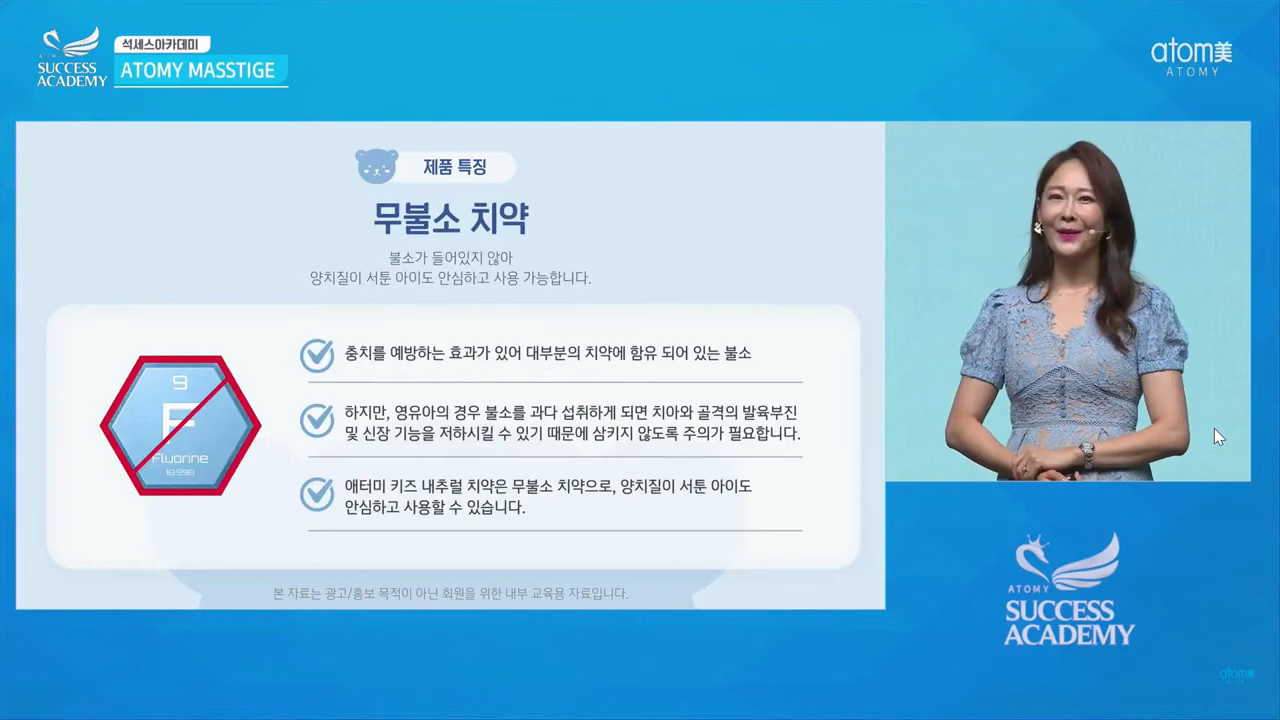 ATOMY
SUCCESS
ACADEMY
석세스아카데미
ATOMY MASSTIGE
atom美
ATOMY
제품 특징
무불소 치약
불소가 들어있지 않아
양치질이 서툰 아이도 안심하고 사용 가능합니다.
9
F
Fluorine
18.998
충치를 예방하는 효과가 있어 대부분의 치약에 함유 되어 있는 불소
하지만, 영유아의 경우 불소를 과다 섭취하게 되면 치아와 골격의 발육부진
및 신장 기능을 저하시킬 수 있기 때문에 삼키지 않도록 주의가 필요합니다.
애터미 키즈 내추럴 치약은 무불소 치약으로, 양치질이 서툰 아이도
안심하고 사용할 수 있습니다.
본 자료는 광고/홍보 목적이 아닌 회원을 위한 내부 교육용 자료입니다.
ATOMY
SUCCESS
ACADEMY
atom美